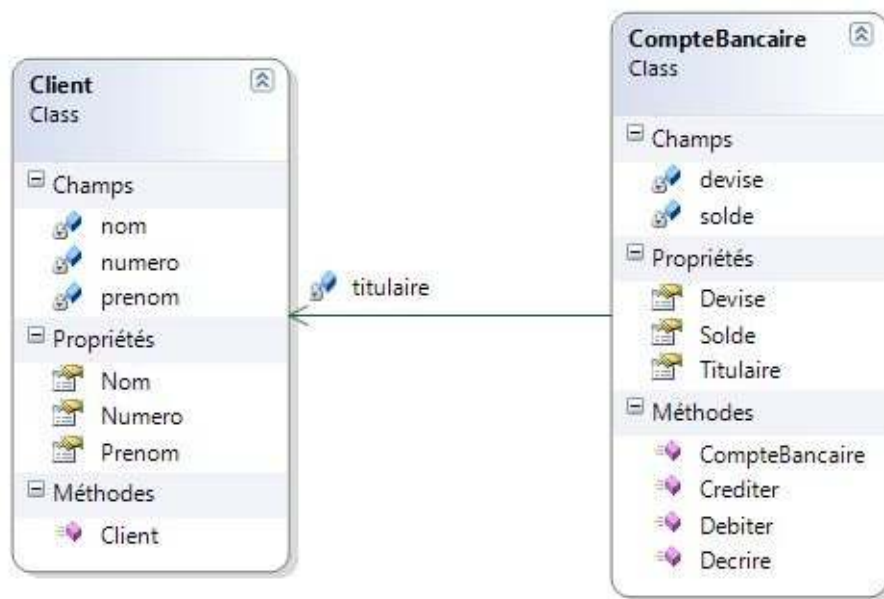 Client
Class
Champs
nom
numero
prenom
Propriétés
Nom
Numero
Prenom
Méthodes
Client
titulaire
CompteBancaire
Class
Champs
devise
solde
Propriétés
Devise
Solde
Titulaire
Méthodes
CompteBancaire
Crediter
Debiter
Decrire